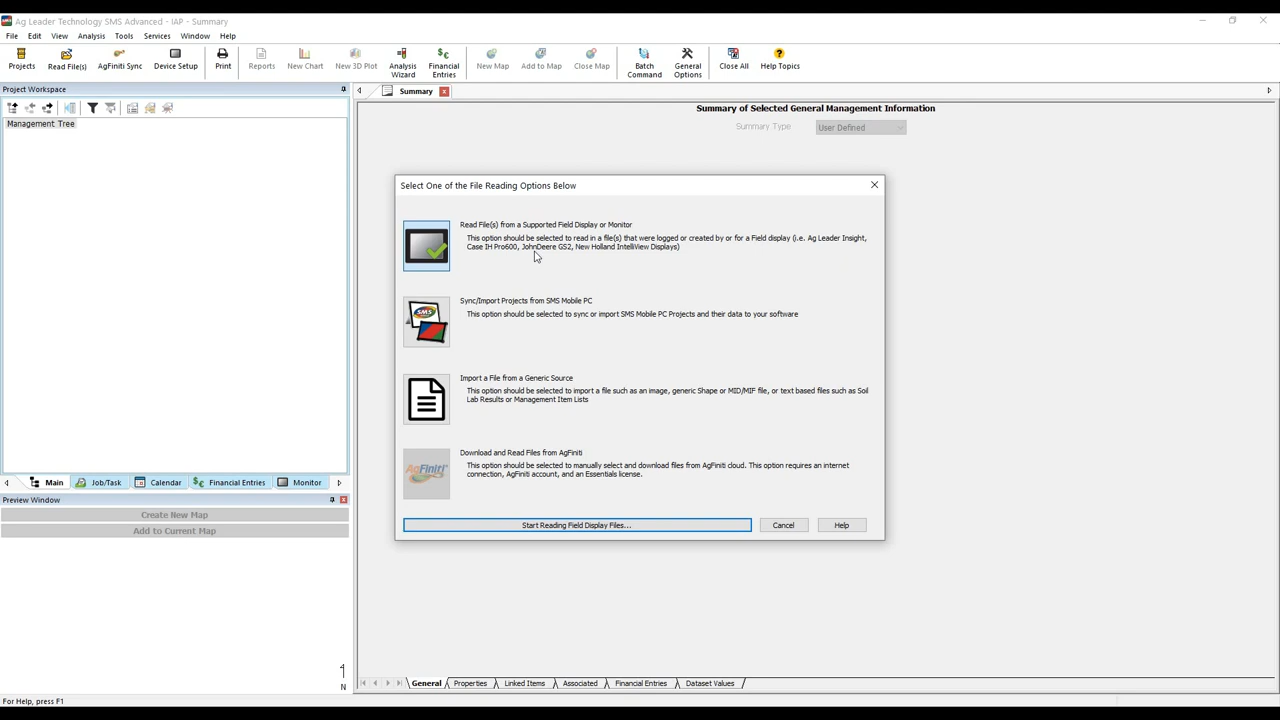 Ag Leader Technology SMS Advanced - IAP - Summary
File Edit View Analysis Tools Services Window Help
Projects Read File(s) AgFiniti Sync Device Setup Print Reports New Chart New 3D Plot Analysis Wizard Financial Entries New Map Add to Map Close Map Batch Command General Options Close All Help Topics
Project Workspace
Summary
Management Tree
Summary of Selected General Management Information
Summary Type User Defined
Select One of the File Reading Options Below
Read File(s) from a Supported Field Display or Monitor
This option should be selected to read in a file(s) that were logged or created by or for a Field display (i.e. Ag Leader Insight,
Case IH Pro600, JohnDeere GS2, New Holland IntelliView Displays)
SMS
Sync/Import Projects from SMS Mobile PC
This option should be selected to sync or import SMS Mobile PC Projects and their data to your software
Import a File from a Generic Source
This option should be selected to import a file such as an image, generic Shape or MID/MIF file, or text based files such as Soil
Lab Results or Management Item Lists
AgFiniti
Download and Read Files from AgFiniti
This option should be selected to manually select and download files from AgFiniti cloud. This option requires an internet
connection, AgFiniti account, and an Essentials license.
Start Reading Field Display Files... Cancel Help
Main Job/Task Calendar Financial Entries Monitor
Preview Window
Create New Map
Add to Current Map
N
General Properties Linked Items Associated Financial Entries Dataset Values
For Help, press F1